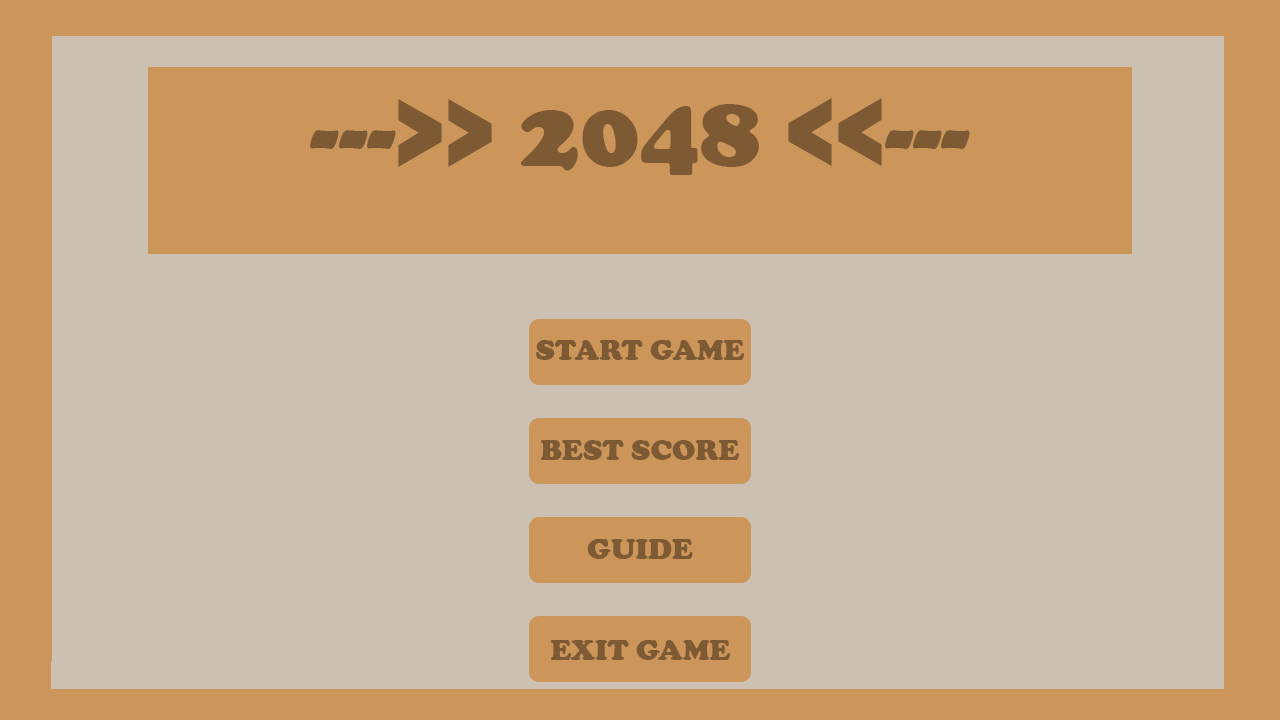 --->> 2048 <<---
START GAME
BEST SCORE
GUIDE
EXIT GAME